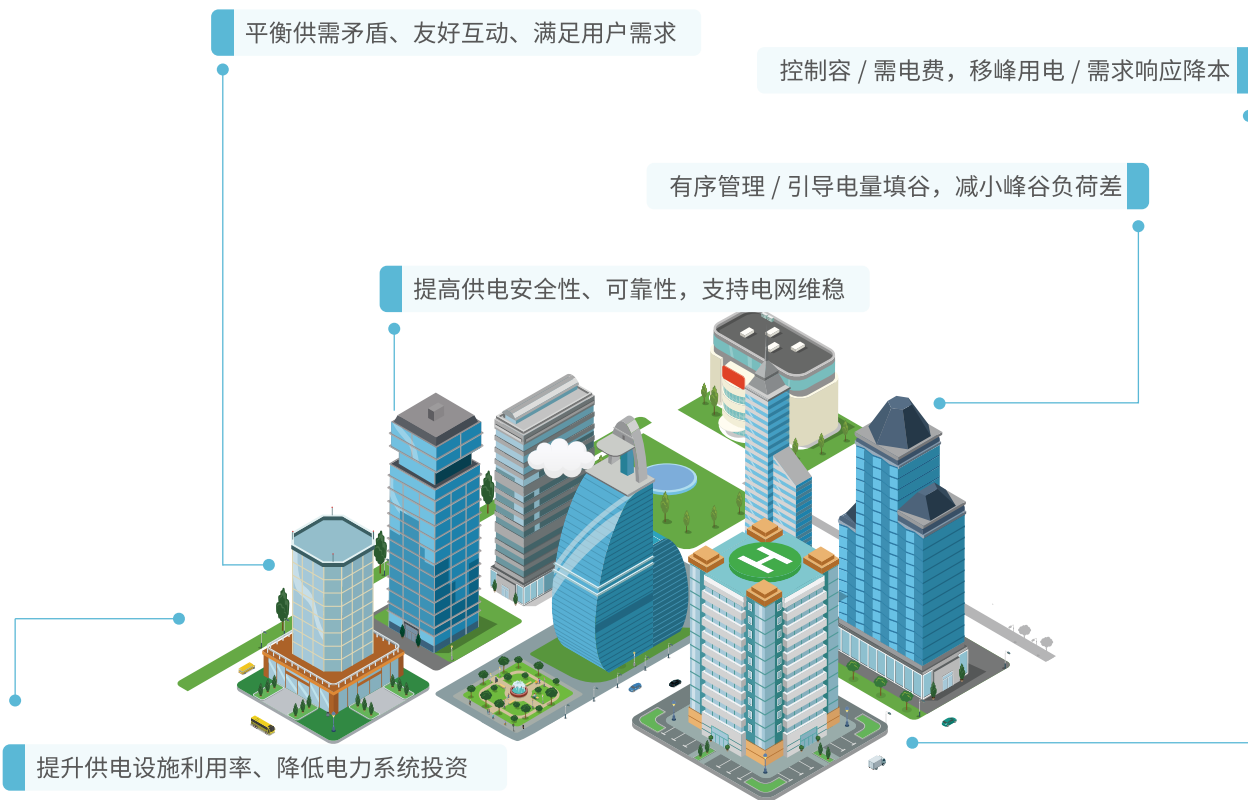 平衡供需矛盾、友好互动、满足用户需求
控制容 / 需电费，移峰用电 / 需求响应降本
有序管理 / 引导电量填谷，减小峰谷负荷差
提高供电安全性、可靠性，支持电网维稳
H
提升供电设施利用率、降低电力系统投资